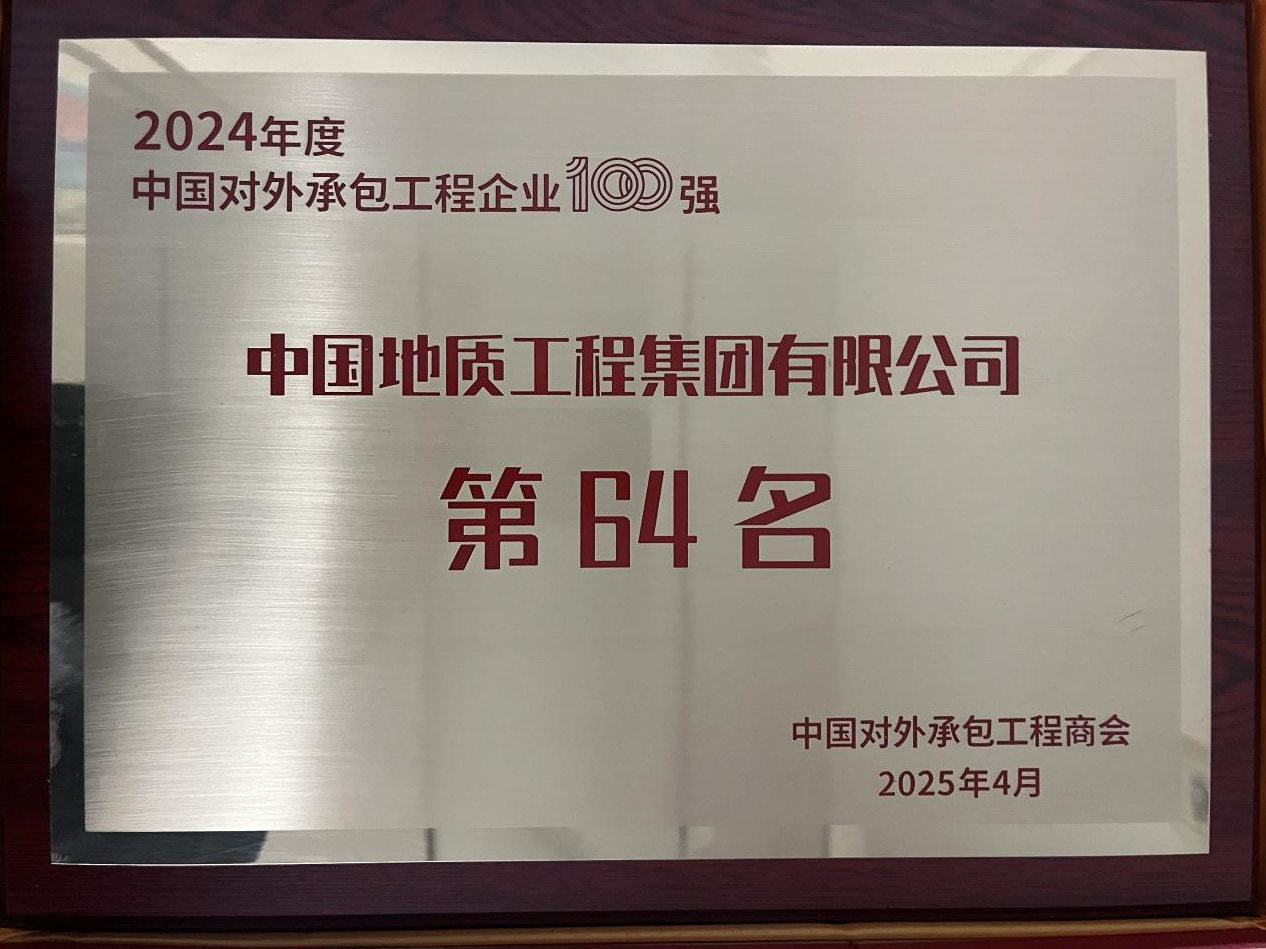 2024年度
中国对外承包工程企业100强
中国地质工程集团有限公司
第64名
中国对外承包工程商会
2025年4月